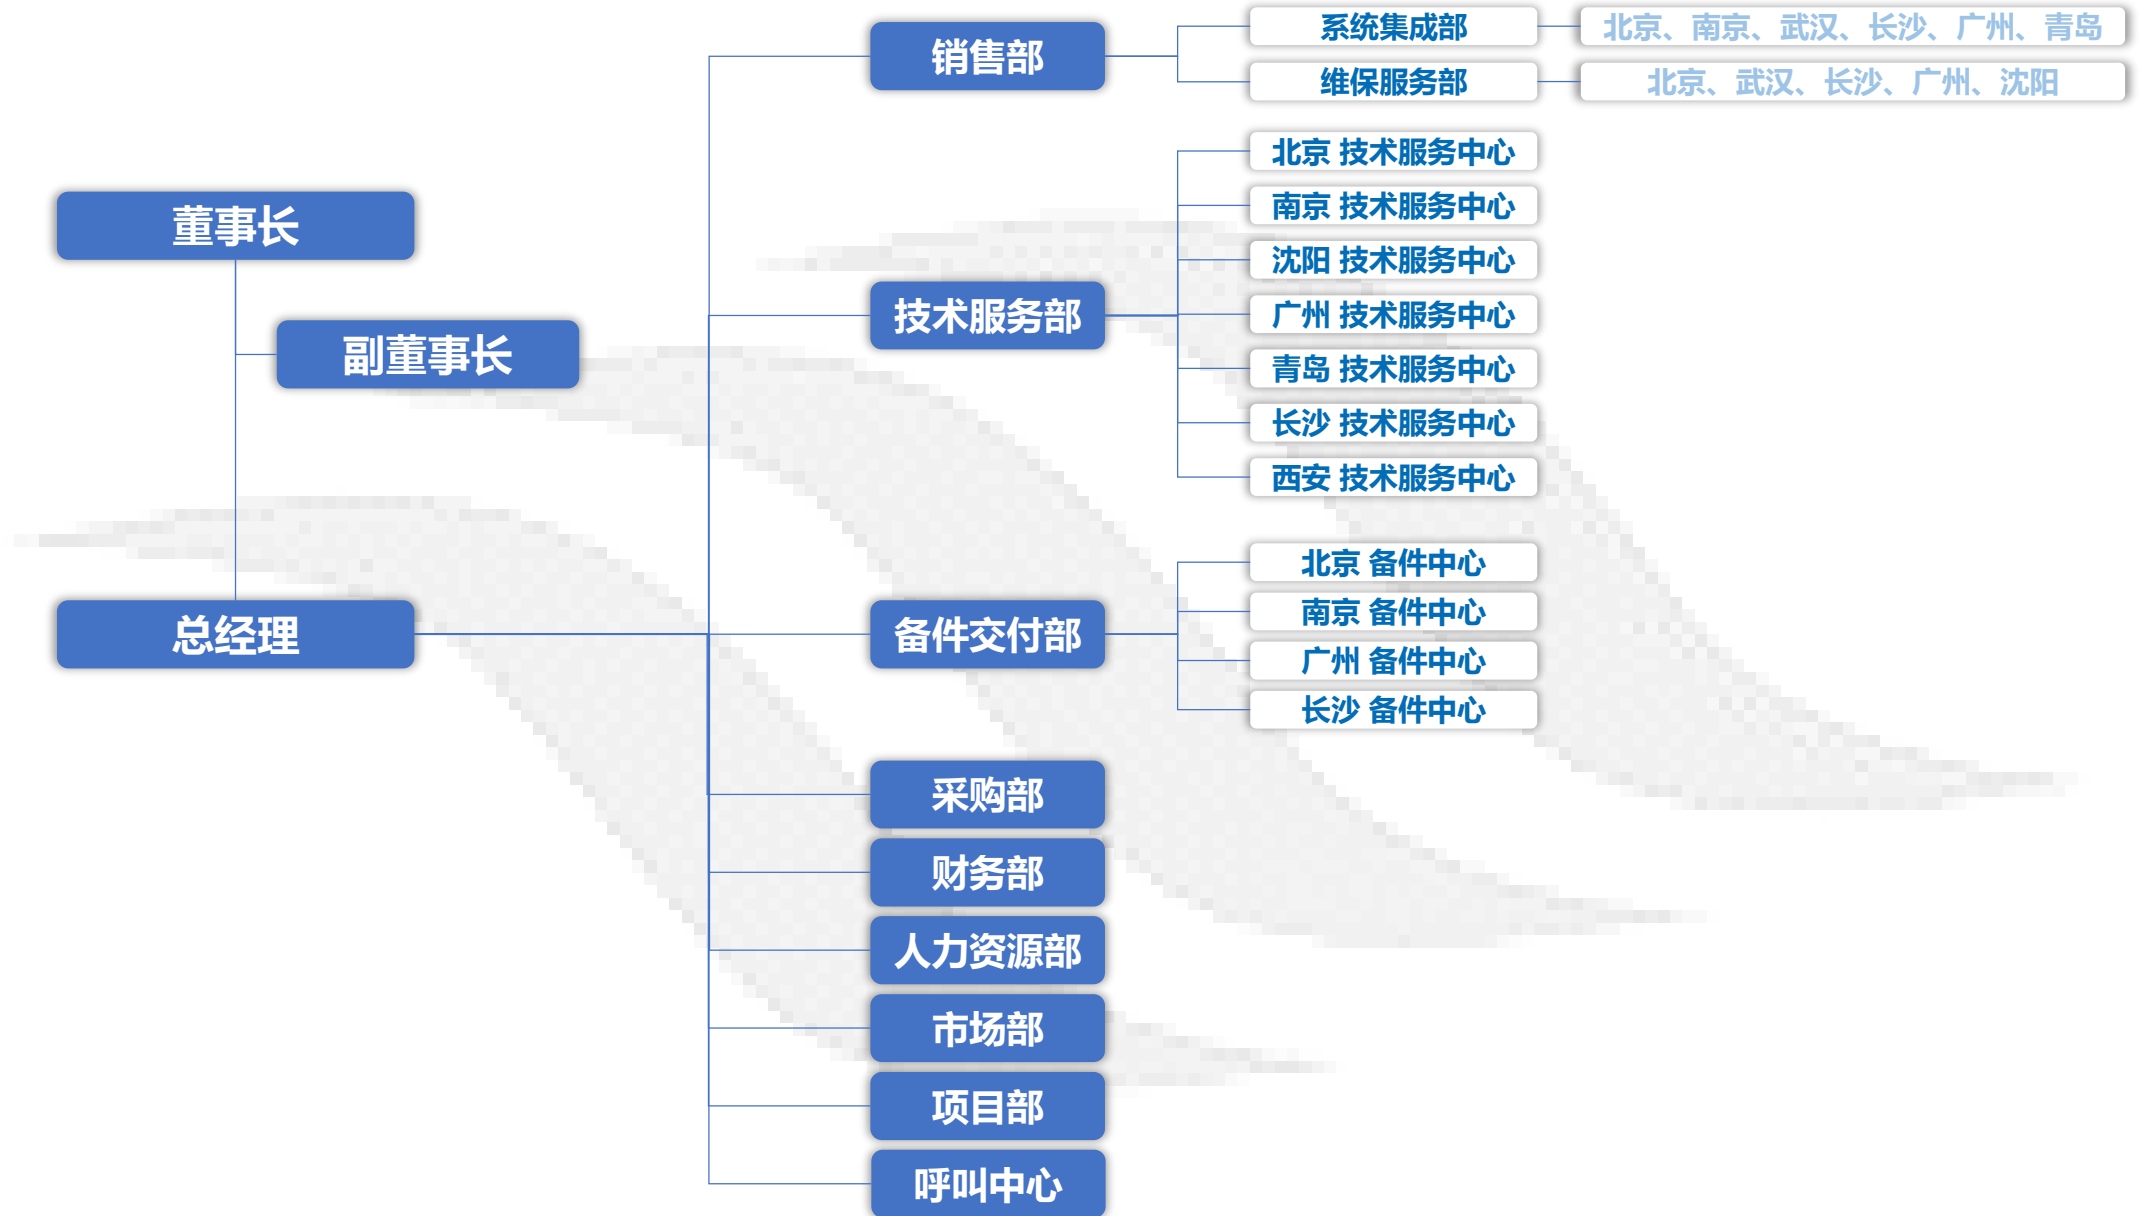 董事长
副董事长
总经理
销售部
系统集成部
北京、南京、武汉、长沙、广州、青岛
维保服务部
北京、武汉、长沙、广州、沈阳
技术服务部
北京 技术服务中心
南京 技术服务中心
沈阳 技术服务中心
广州 技术服务中心
青岛 技术服务中心
长沙 技术服务中心
西安 技术服务中心
备件交付部
北京 备件中心
南京 备件中心
广州 备件中心
长沙 备件中心
采购部
财务部
人力资源部
市场部
项目部
呼叫中心